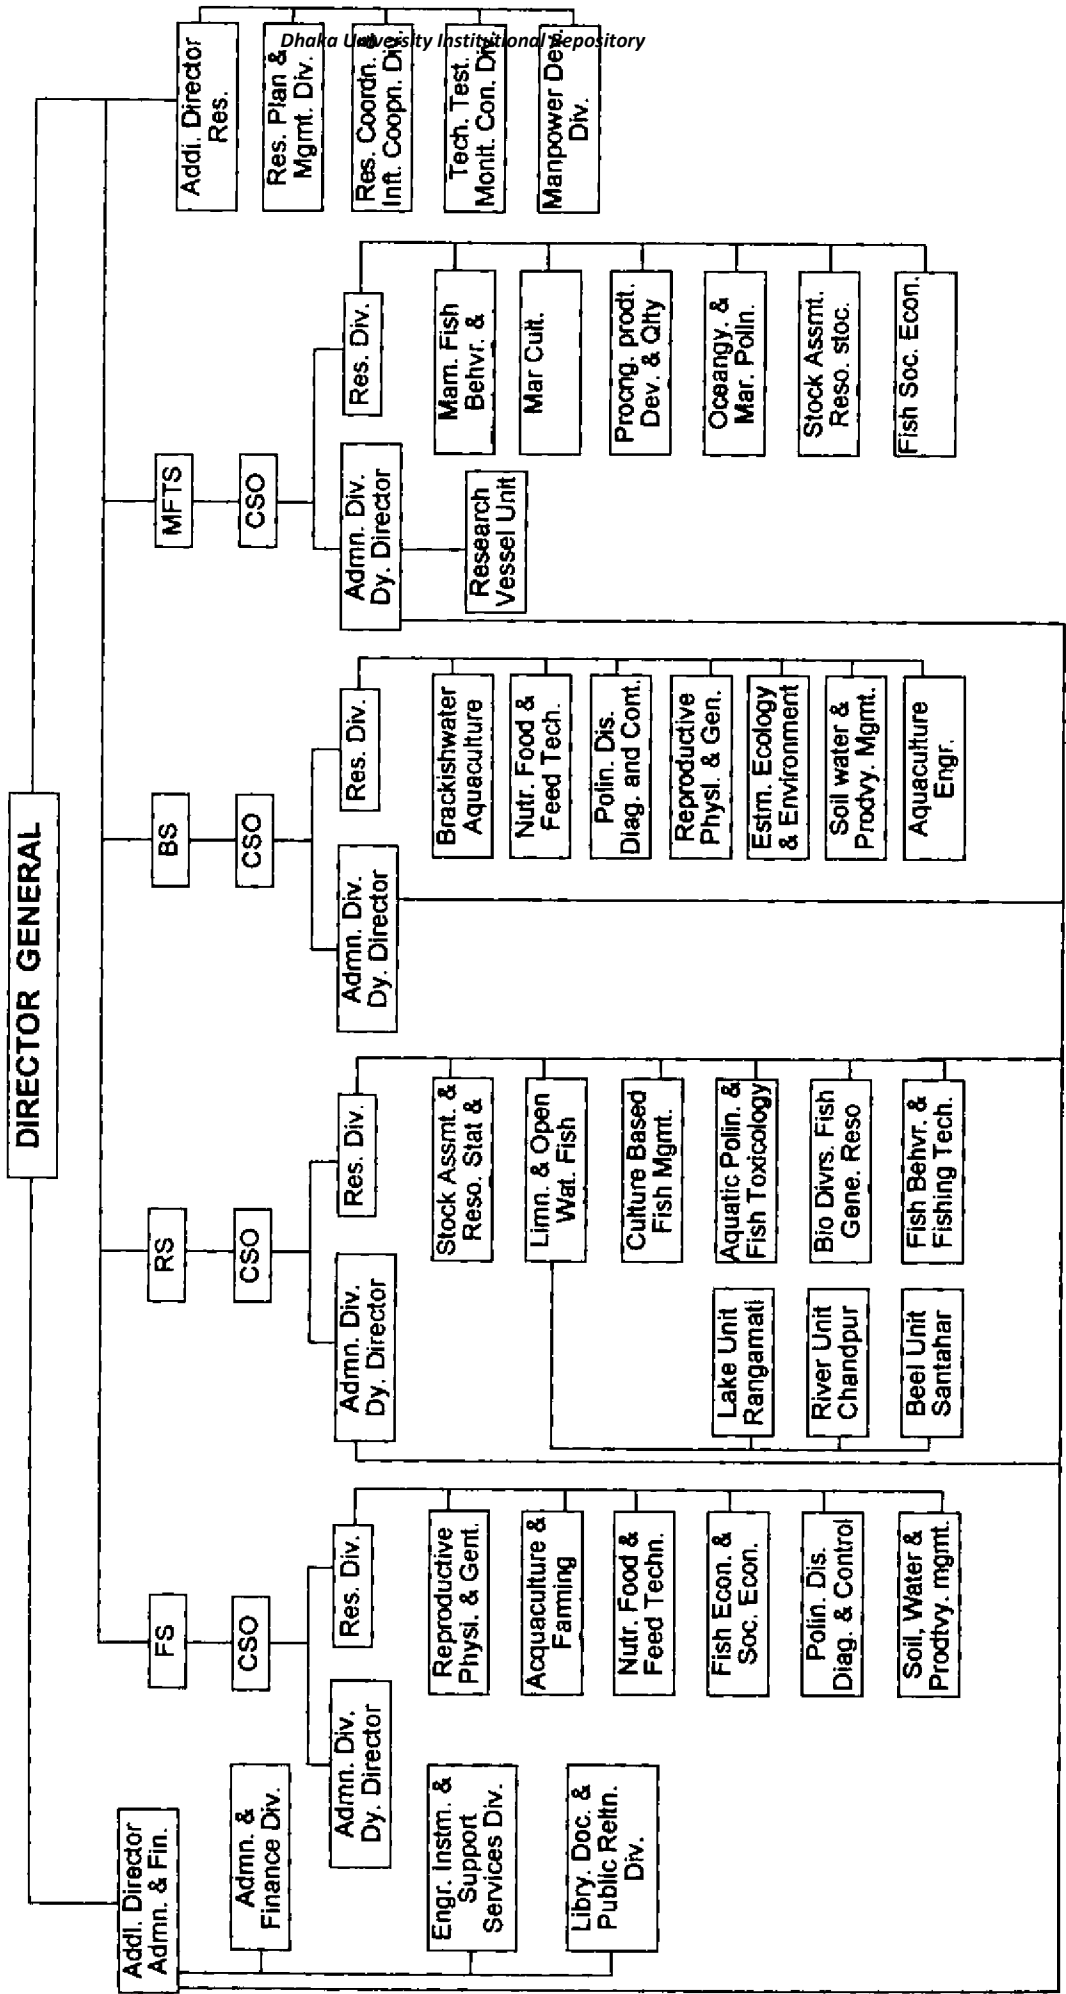 Dhaka University Institutional Repository
DIRECTOR GENERAL
Addl. Director
Admn. & Fin.
Admn. &
Finance Div.
Engr. Instm. &
Support
Services Div.
Libry. Doc. &
Public Reltn.
Div.
FS
CSO
Admn. Div.
Dy. Director
Res. Div.
Reproductive
Physi. & Gent.
Acquaculture &
Fanming
Nutr. Food &
Feed Techn.
Fish Econ. &
Soc. Econ.
Polin. Dis.
Diag. & Control
Soil, Water &
Prodtvy. mgmt.
RS
CSO
Admn. Div.
Dy. Director
Res. Div.
Stock Assmt. &
Reso. Stat &
Limn. & Open
Wat. Fish
Culture Based
Fish Mgmt.
Aquatic Polin. &
Fish Toxicology
Bio Divrs. Fish
Gene. Reso
Fish Behvr. &
Fishing Tech.
Lake Unit
Rangamati
River Unit
Chandpur
Beel Unit
Santahar
BS
CSO
Admn. Div.
Dy. Director
Res. Div.
Brackishwater
Aquaculture
Nutr. Food &
Feed Tech.
Polin. Dis.
Diag. and Cont.
Reproductive
Physl. & Gen.
Estm. Ecology
& Environment
Soil water &
Prodvy. Mgmt.
Aquaculture
Engr.
MFTS
CSO
Admn. Div.
Dy. Director
Research
Vessel Unit
Res. Div.
Mam. Fish
Behvr. &
Mar Cult.
Procng. prodt.
Dev. & Qlty
Oceangy. &
Mar. Polln.
Stock Assmt.
Reso. stoc.
Fish Soc. Econ.
Addi. Director
Res.
Res. Plan &
Mgmt. Div.
Res. Coordn. &
Inft. Coopn. Div.
Tech. Test.
Monit. Con. Div
Manpower Dev.
Div.